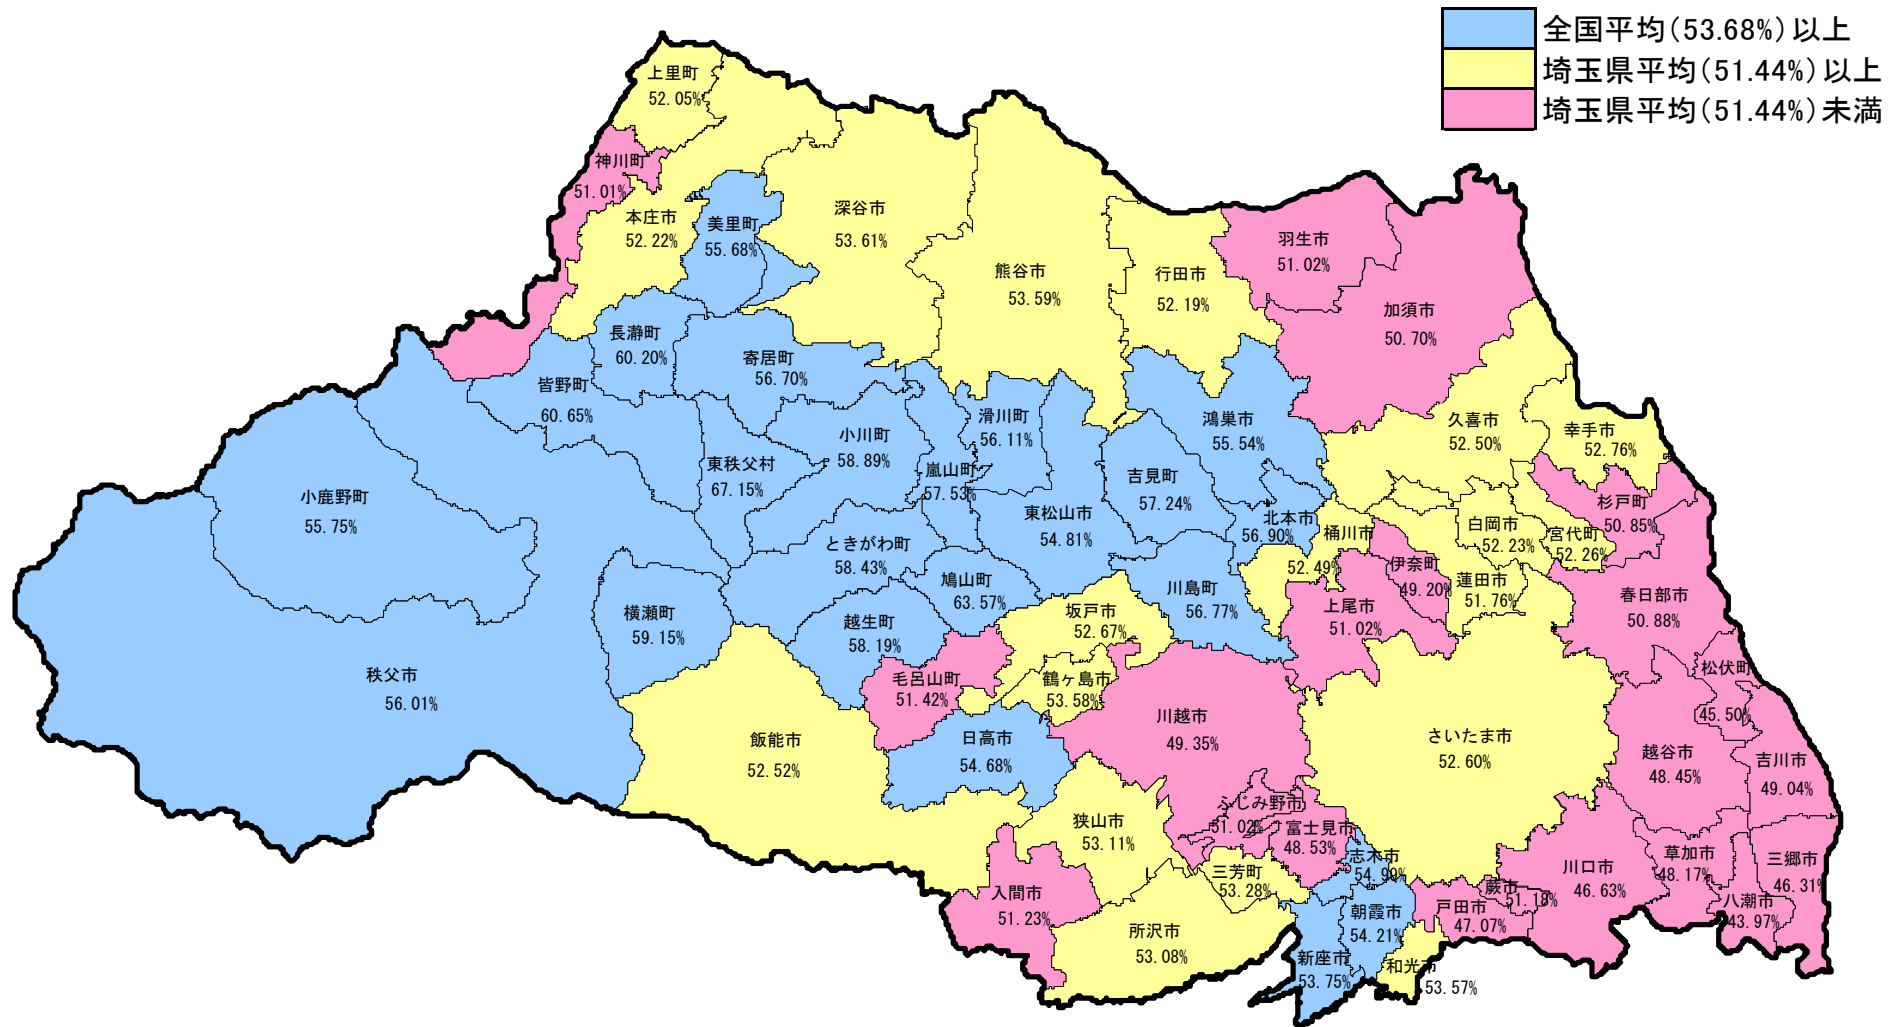 全国平均(53.68%)以上
埼玉県平均(51.44%)以上
埼玉県平均(51.44%)未満
上里町
52.05%
神川町
51.01%
本庄市
52.22%
美里町
55.68%
深谷市
53.61%
熊谷市
53.59%
行田市
52.19%
羽生市
51.02%
加須市
50.70%
長瀞町
60.20%
寄居町
56.70%
皆野町
60.65%
小川町
58.89%
東秩父村
67.15%
嵐山町
57.53%
滑川町
56.11%
吉見町
57.24%
鴻巣市
55.54%
久喜市
52.50%
幸手市
52.76%
小鹿野町
55.75%
東松山市
54.81%
北本市
56.90%
桶川市
52.49%
白岡市
52.23%
宮代町
52.26%
杉戸町
50.85%
ときがわ町
58.43%
鳩山町
63.57%
川島町
56.77%
伊奈町
49.20%
蓮田市
51.76%
上尾市
51.02%
春日部市
50.88%
横瀬町
59.15%
越生町
58.19%
坂戸市
52.67%
秩父市
56.01%
毛呂山町
51.42%
鶴ヶ島市
53.58%
松伏町
45.50%
川越市
49.35%
飯能市
52.52%
日高市
54.68%
さいたま市
52.60%
越谷市
48.45%
吉川市
49.04%
狭山市
53.11%
ふじみ野市
51.02%
富士見市
48.53%
志木市
54.99%
三芳町
53.28%
川口市
46.63%
草加市
48.17%
三郷市
46.31%
入間市
51.23%
蕨市
51.18%
戸田市
47.07%
八潮市
43.97%
朝霞市
54.21%
所沢市
53.08%
新座市
53.75%
和光市
53.57%